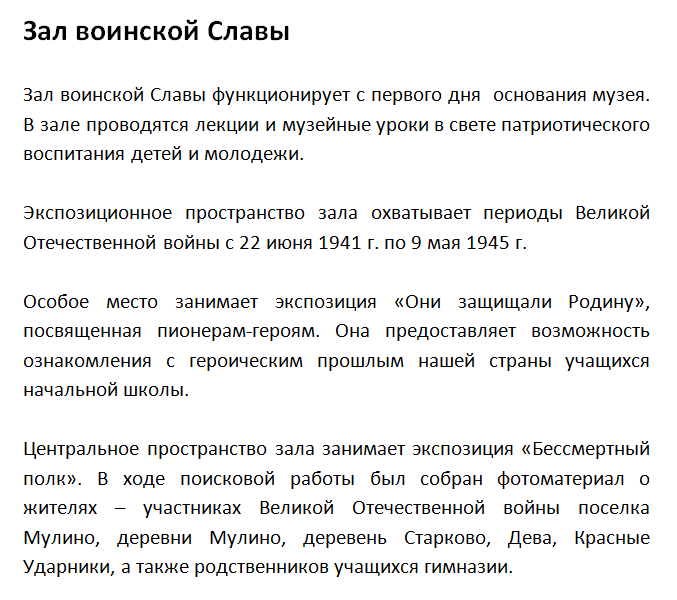 Зал воинской Славы
Зал воинской Славы функционирует с первого дня  основания музея.
В зале проводятся лекции и музейные уроки в свете патриотического
воспитания детей и молодежи.
Экспозиционное пространство зала охватывает периоды Великой
Отечественной войны с 22 июня 1941 г. по 9 мая 1945 г.
Особое место занимает экспозиция «Они защищали Родину»,
посвященная пионерам-героям. Она предоставляет возможность
ознакомления с героическим прошлым нашей страны учащихся
начальной школы.
Центральное пространство зала занимает экспозиция «Бессмертный
полк». В ходе поисковой работы был собран фотоматериал о
жителях – участниках Великой Отечественной войны поселка
Мулино, деревни Мулино, деревень Старково, Дева, Красные
Ударники, а также родственников учащихся гимназии.